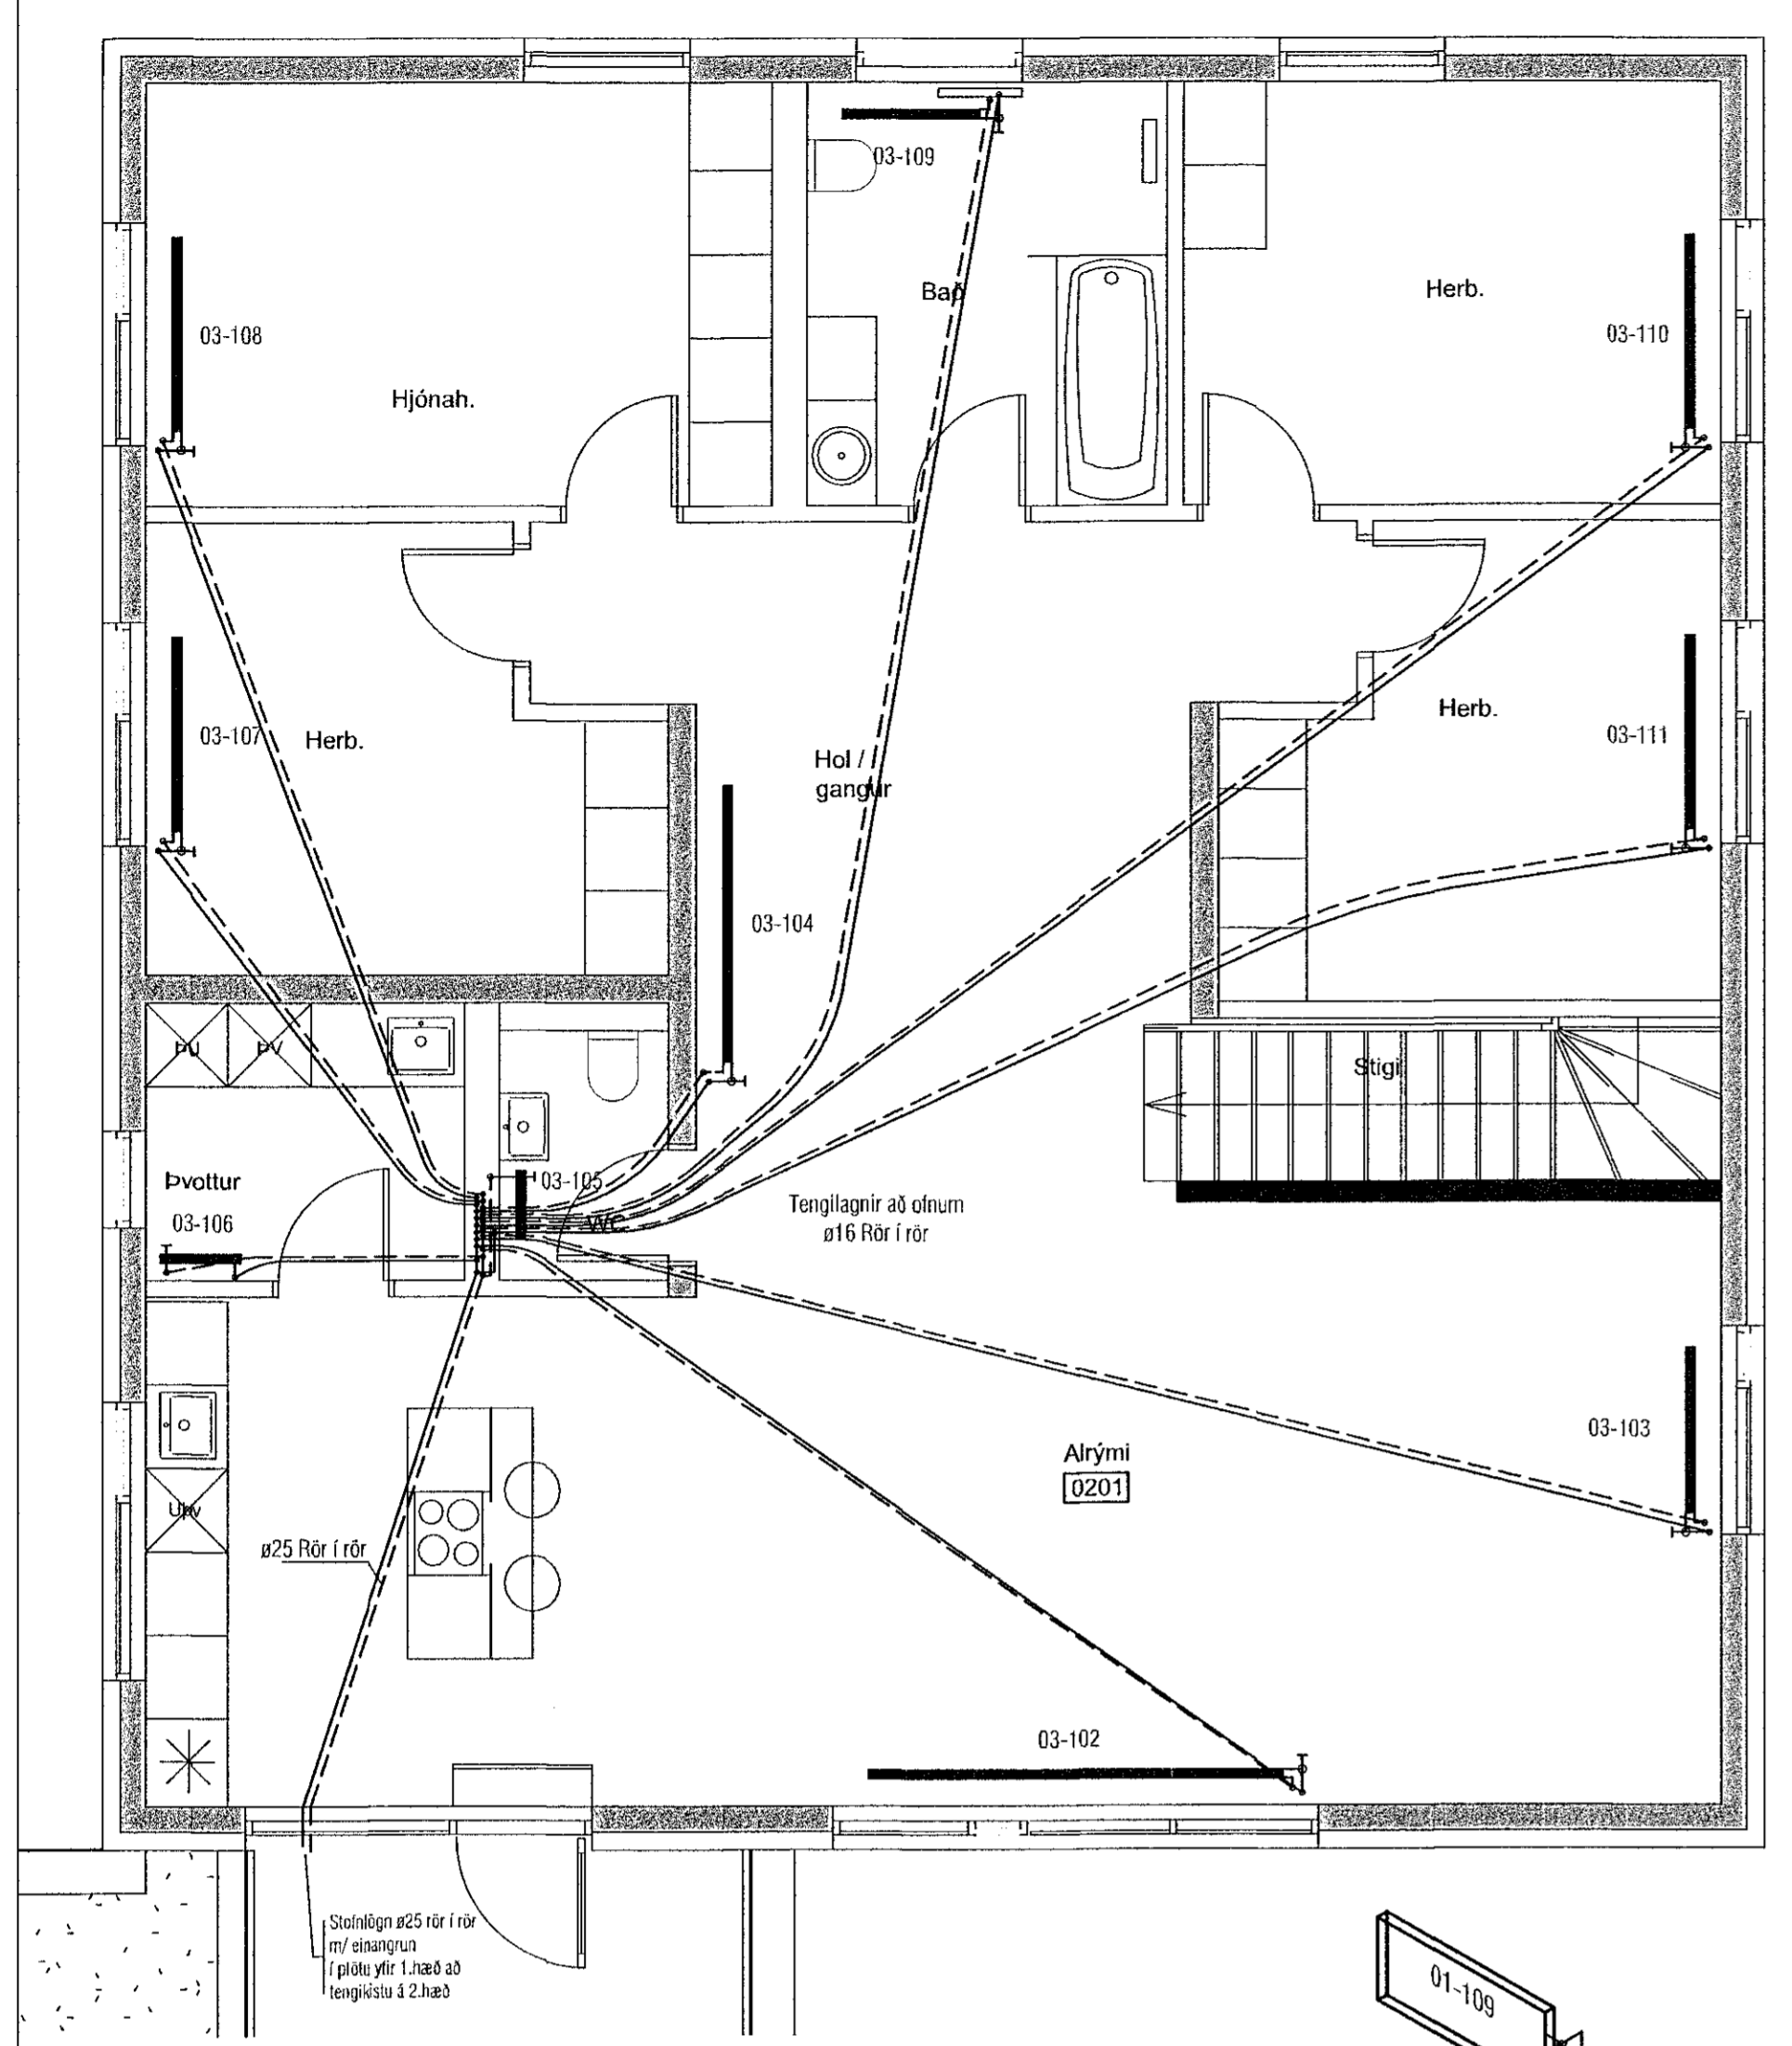 03-109
Bað
Herb.
03-108
03-110
Hjónah.
03-107
Herb.
Herb.
03-111
Hol /
gangur
03-104
ÞU
ÞV
Stigi
Þvottur
03-105
03-106
WC
Tengilagnir að ofnum
ø16 Rör í rör
03-103
Alrými
0201
Upv
ø25 Rör í rör
03-102
Stofnlögn ø25 rör í rör
m/ einangrun
í plötu yfir 1.hæð að
tengikistu á 2.hæð
01-109